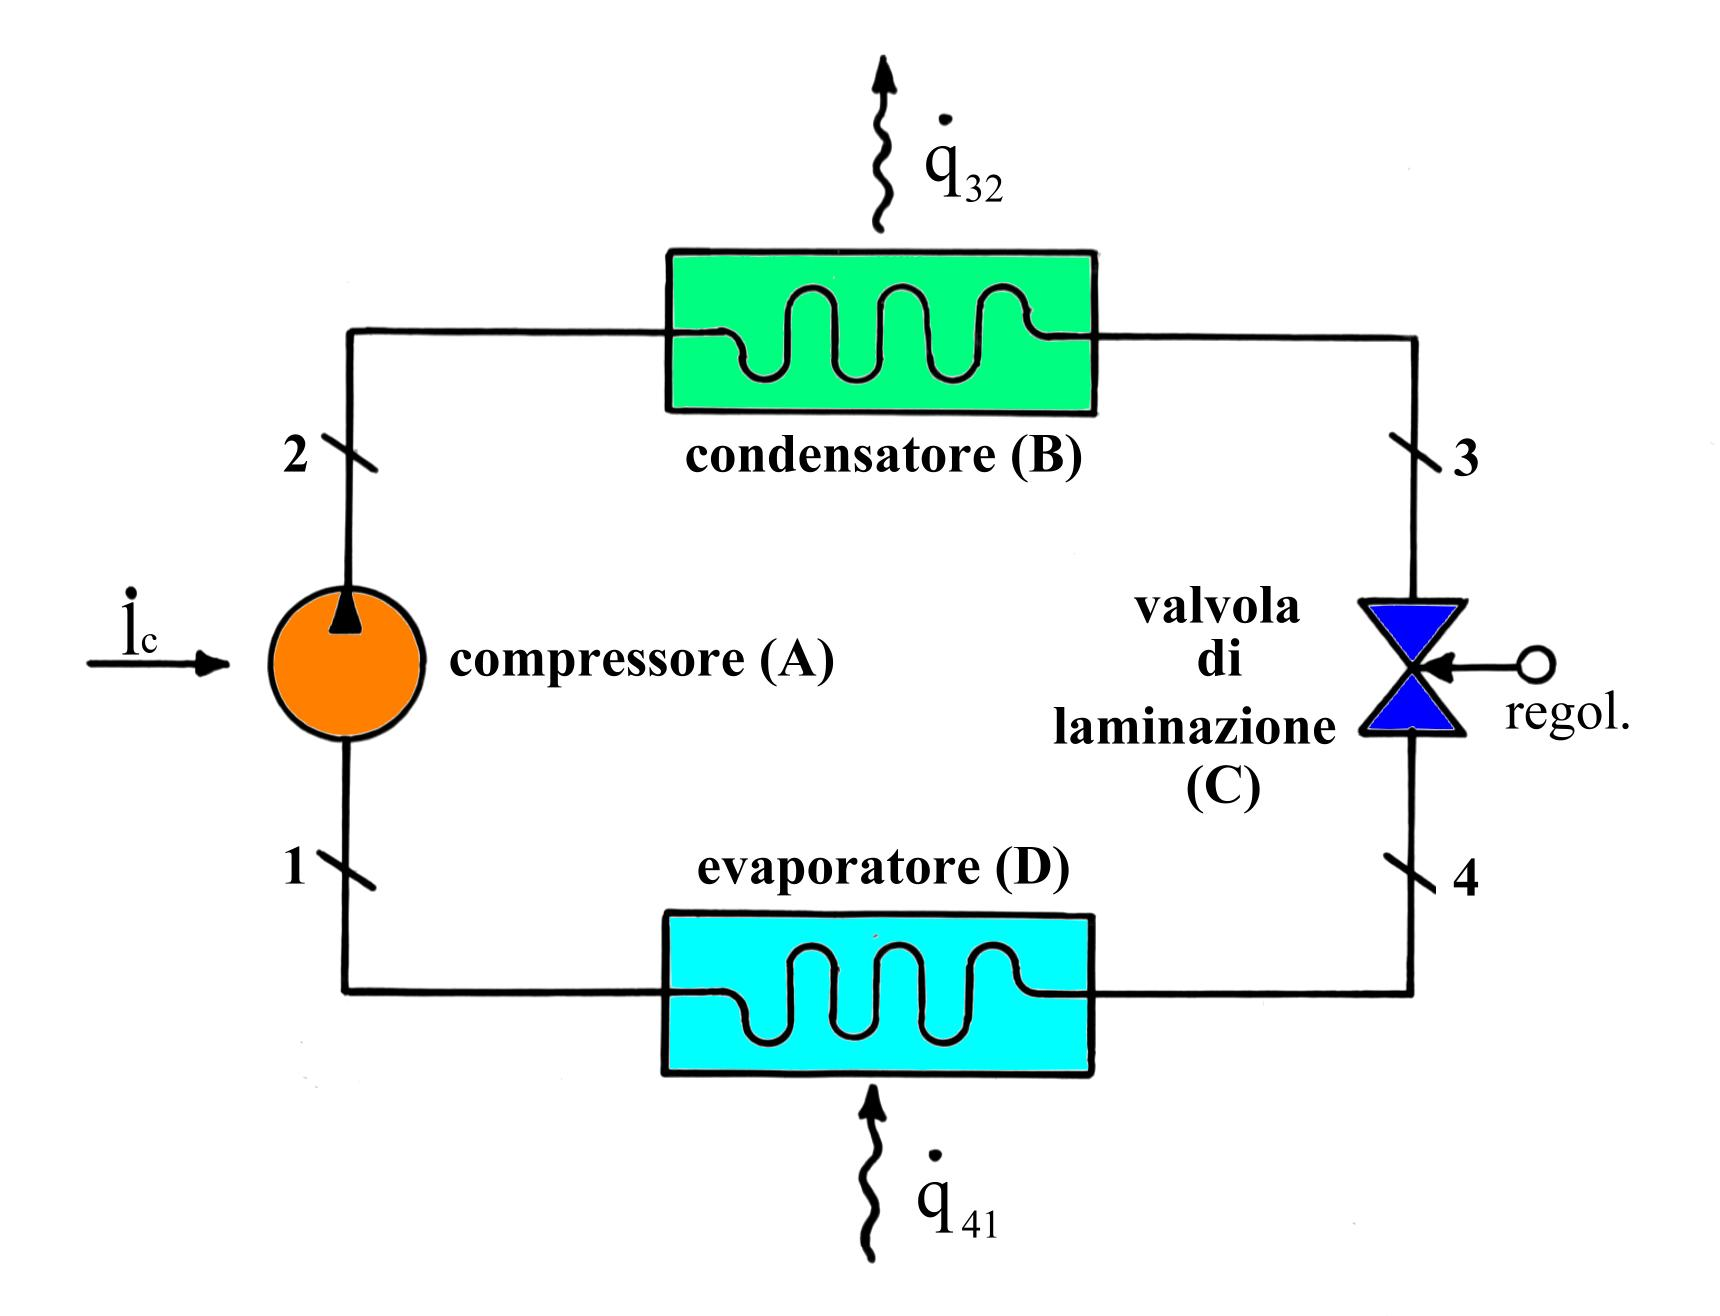 q̇32
condensatore (B)
2
3
l̇c
compressore (A)
valvola
di
laminazione
(C)
regol.
1
evaporatore (D)
4
q̇41